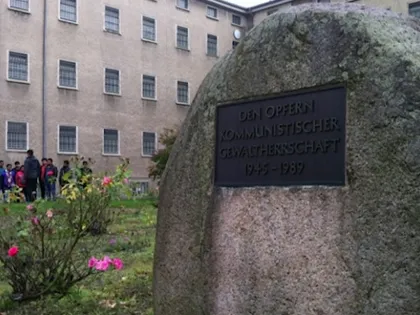 DEN OPFERN
KOMMUNISTISCHER
GEWALTHERRSCHAFT
1945-1989